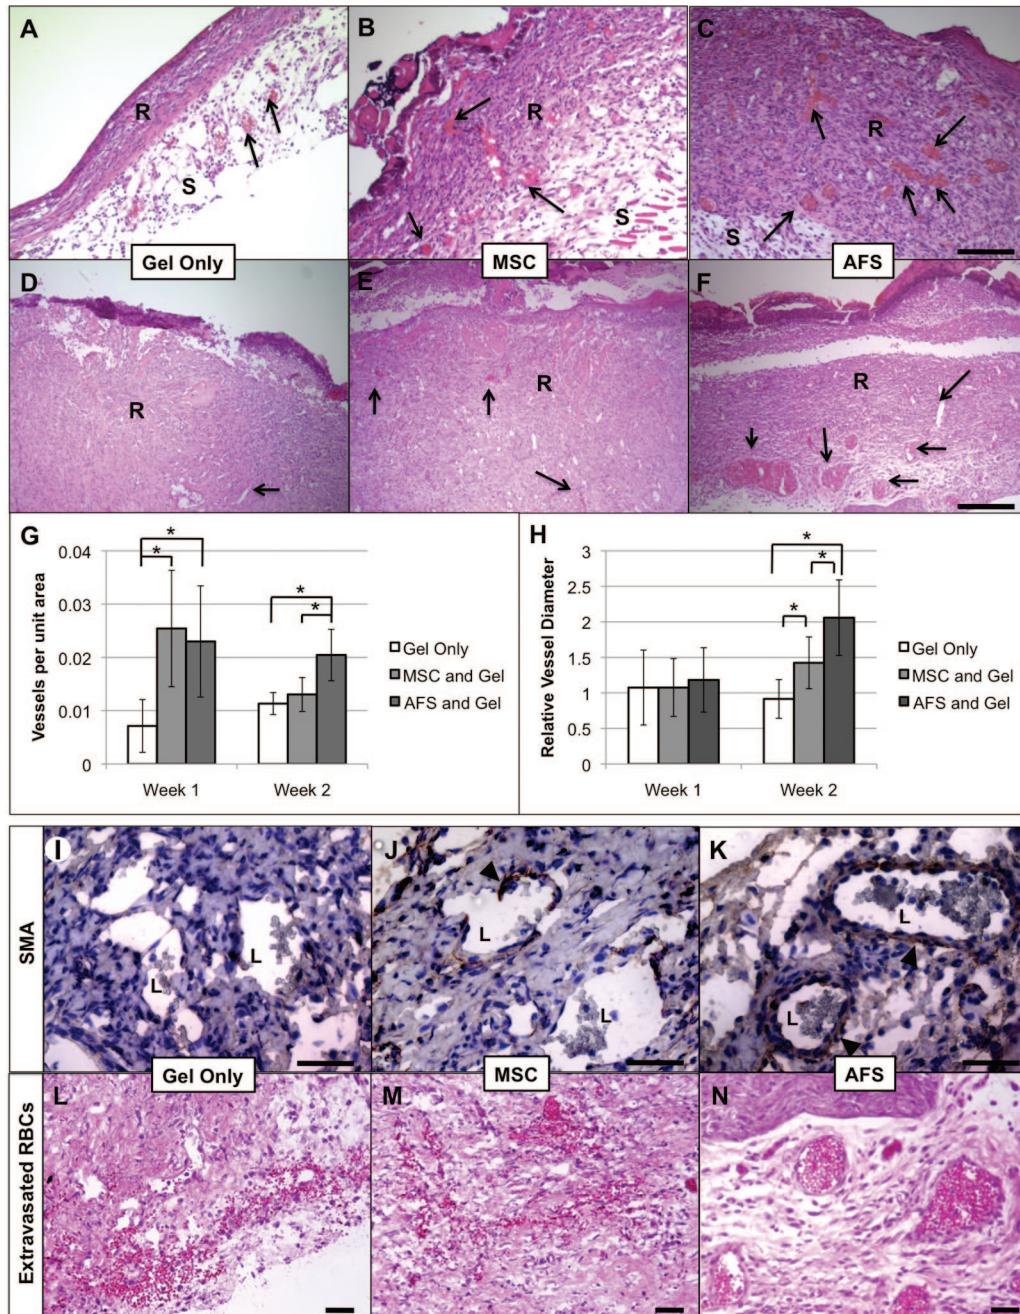 A
R
S
B
R
S
C
R
S
Gel Only
MSC
AFS
D
R
E
R
F
R
G
Vessels per unit area
0.04
0.03
0.02
0.01
0
*
*
*
*
Week 1
Week 2
Gel Only
MSC and Gel
AFS and Gel
H
Relative Vessel Diameter
3
2.5
2
1.5
1
0.5
0
*
*
*
Week 1
Week 2
Gel Only
MSC and Gel
AFS and Gel
SMA
I
L
L
J
L
L
K
L
L
Gel Only
MSC
AFS
Extravasated RBCs
L
M
N